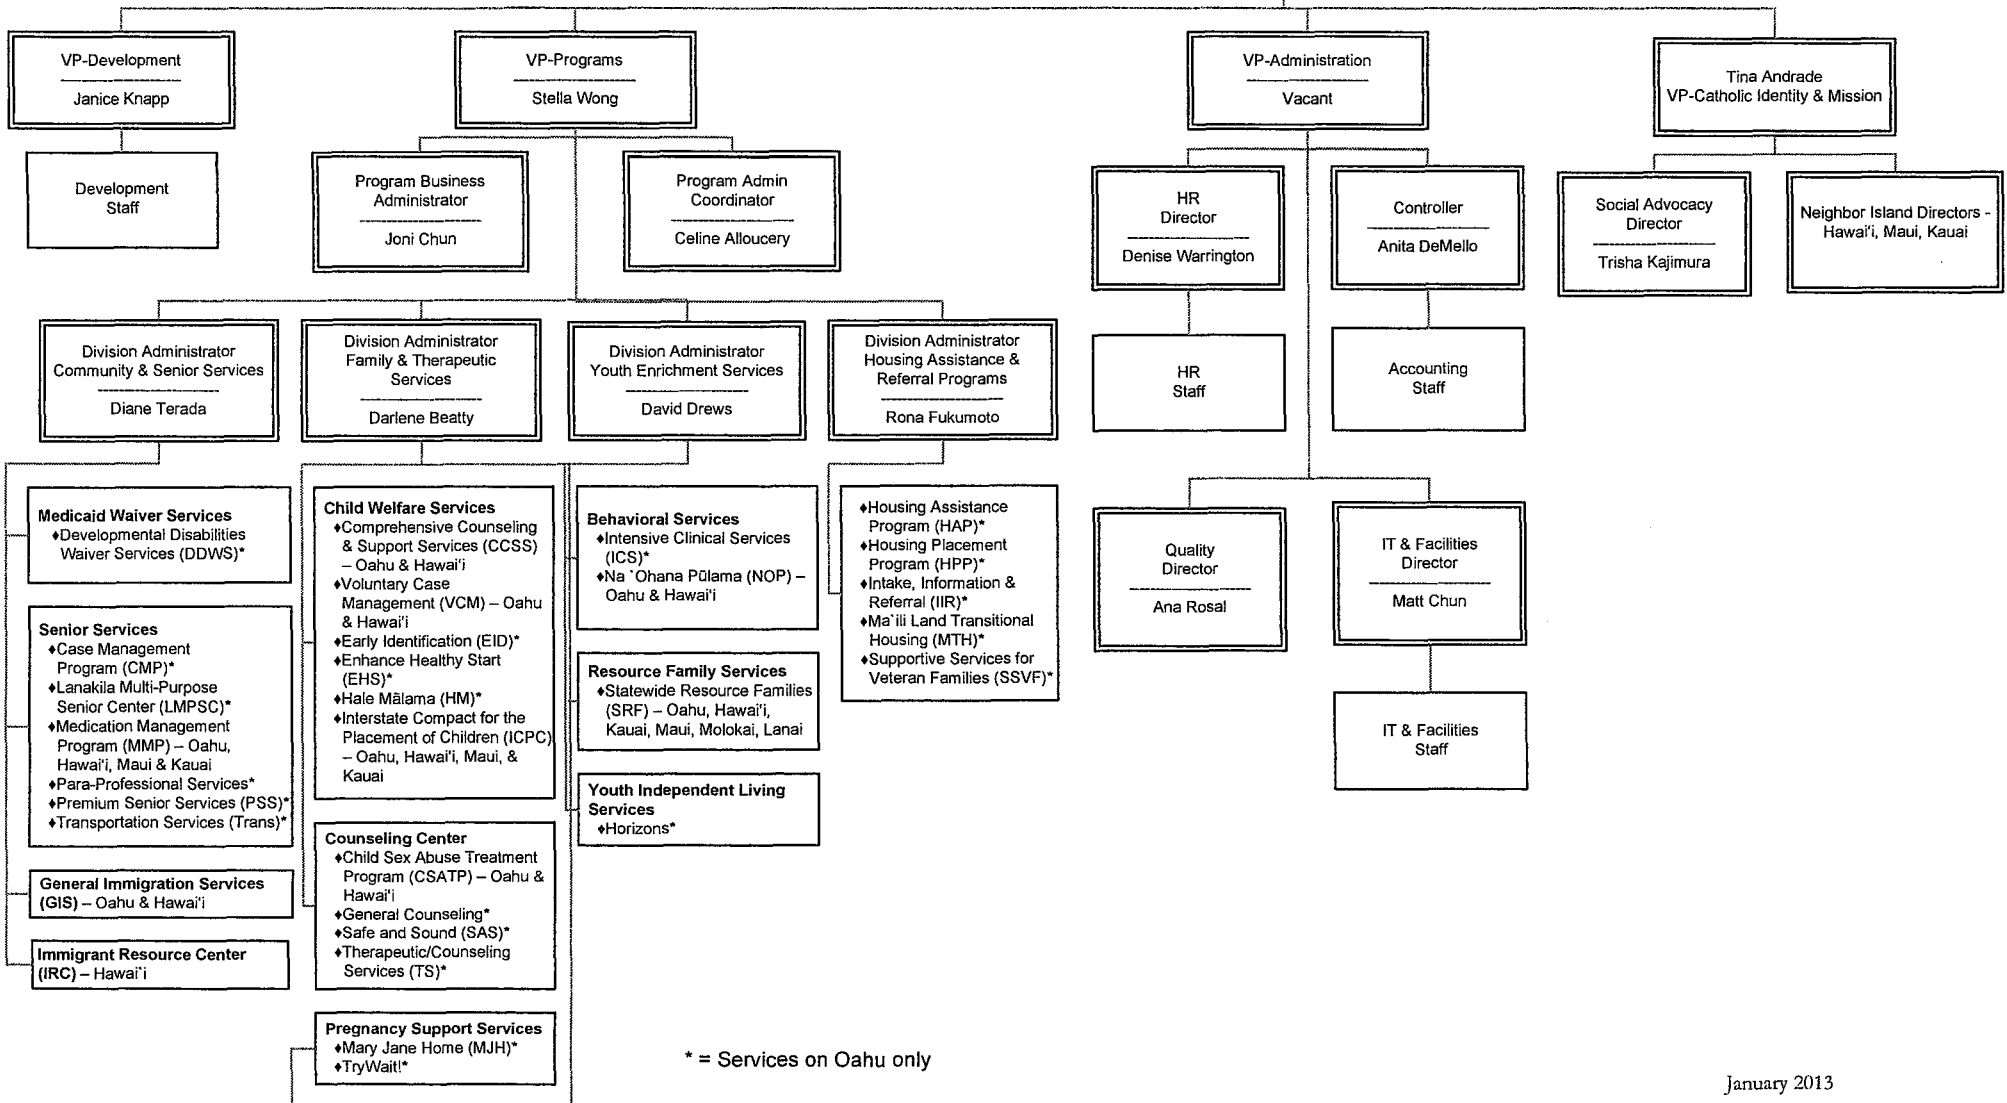 VP-Development
Janice Knapp
VP-Programs
Stella Wong
VP-Administration
Vacant
Tina Andrade
VP-Catholic Identity & Mission
Development
Staff
Program Business
Administrator
Joni Chun
Program Admin
Coordinator
Celine Alloucery
HR
Director
Denise Warrington
Controller
Anita DeMello
Social Advocacy
Director
Trisha Kajimura
Neighbor Island Directors -
Hawai'i, Maui, Kauai
Division Administrator
Community & Senior Services
Diane Terada
Division Administrator
Family & Therapeutic
Services
Darlene Beatty
Division Administrator
Youth Enrichment Services
David Drews
Division Administrator
Housing Assistance &
Referral Programs
Rona Fukumoto
HR
Staff
Accounting
Staff
Medicaid Waiver Services
♦Developmental Disabilities
Waiver Services (DDWS)*
Senior Services
♦Case Management
Program (CMP)*
♦Lanakila Multi-Purpose
Senior Center (LMPSC)*
♦Medication Management
Program (MMP) – Oahu,
Hawai'i, Maui & Kauai
♦Para-Professional Services*
♦Premium Senior Services (PSS)*
♦Transportation Services (Trans)*
General Immigration Services
(GIS) – Oahu & Hawai'i
Immigrant Resource Center
(IRC) – Hawai`i
Child Welfare Services
♦Comprehensive Counseling
& Support Services (CCSS)
– Oahu & Hawai'i
♦Voluntary Case
Management (VCM) – Oahu
& Hawai'i
♦Early Identification (EID)*
♦Enhance Healthy Start
(EHS)*
♦Hale Mālama (HM)*
♦Interstate Compact for the
Placement of Children (ICPC)
– Oahu, Hawai'i, Maui, &
Kauai
Counseling Center
♦Child Sex Abuse Treatment
Program (CSATP) – Oahu &
Hawai'i
♦General Counseling*
♦Safe and Sound (SAS)*
♦Therapeutic/Counseling
Services (TS)*
Pregnancy Support Services
♦Mary Jane Home (MJH)*
♦TryWait!*
Behavioral Services
♦Intensive Clinical Services
(ICS)*
♦Na `Ohana Pūlama (NOP) –
Oahu & Hawai'i
Resource Family Services
♦Statewide Resource Families
(SRF) – Oahu, Hawai'i,
Kauai, Maui, Molokai, Lanai
Youth Independent Living
Services
♦Horizons*
♦Housing Assistance
Program (HAP)*
♦Housing Placement
Program (HPP)*
♦Intake, Information &
Referral (IIR)*
♦Ma`ili Land Transitional
Housing (MTH)*
♦Supportive Services for
Veteran Families (SSVF)*
Quality
Director
Ana Rosal
IT & Facilities
Director
Matt Chun
IT & Facilities
Staff
* = Services on Oahu only
January 2013